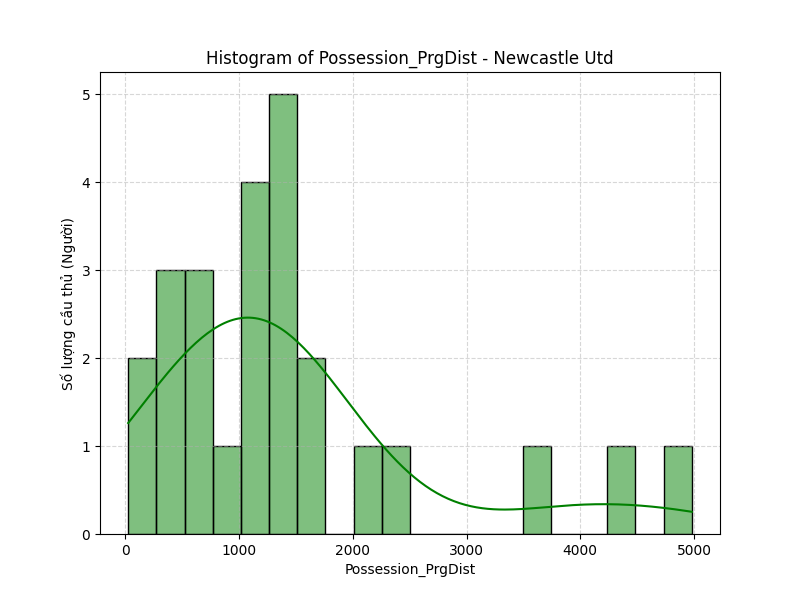 Histogram of Possession_PrgDist - Newcastle Utd
5
4
3
2
1
0
Số lượng cầu thủ (Người)
0 1000 2000 3000 4000 5000
Possession_PrgDist